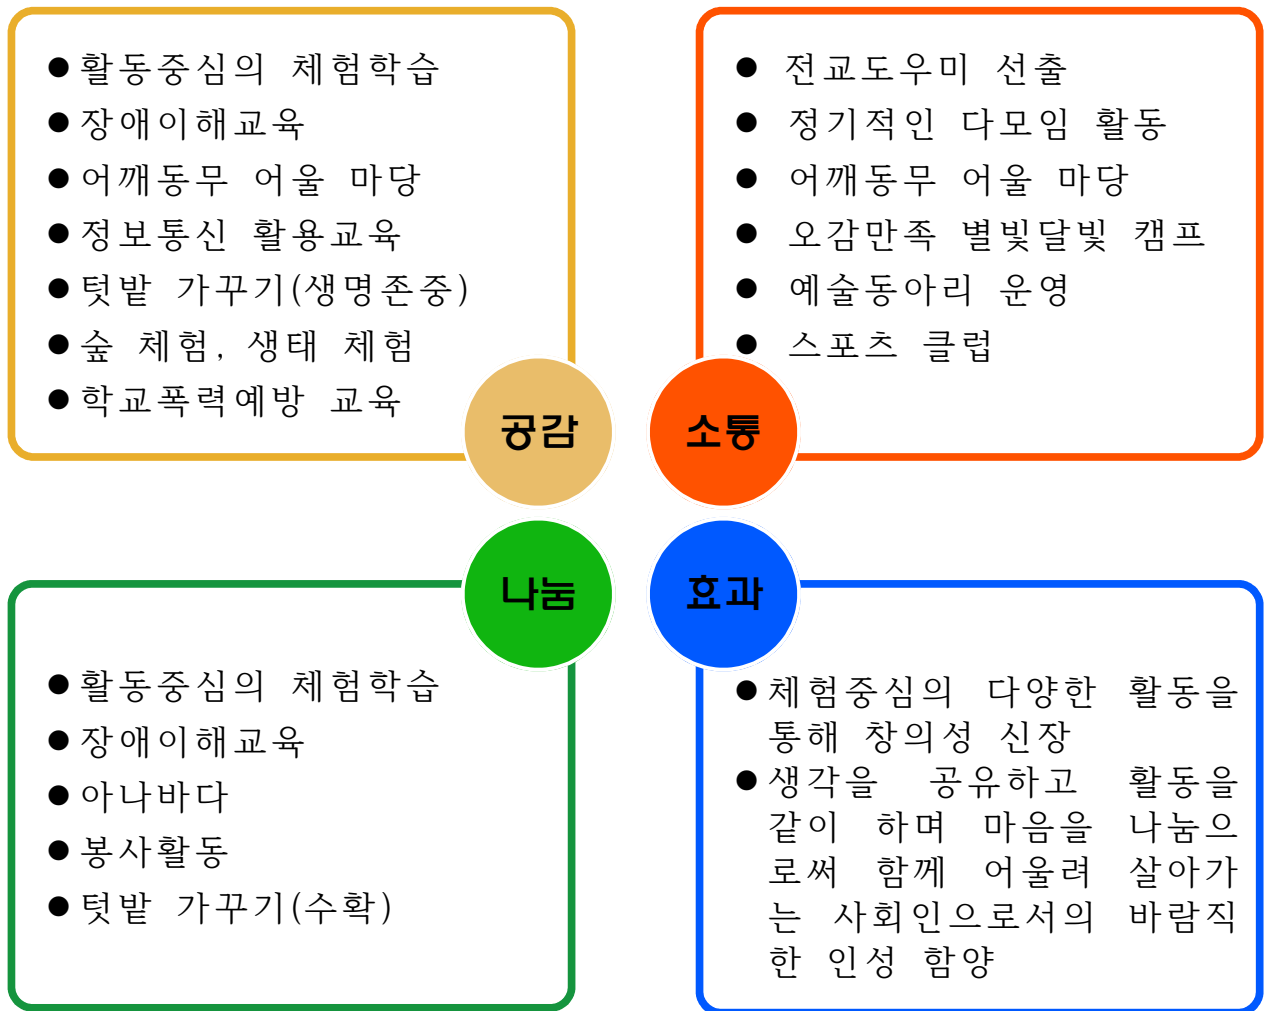 활동중심의 체험학습
장애이해교육
어깨동무 어울 마당
정보통신 활용교육
텃밭 가꾸기(생명존중)
숲 체험, 생태 체험
학교폭력예방 교육
공감
전교도우미 선출
정기적인 다모임 활동
어깨동무 어울 마당
오감만족 별빛달빛 캠프
예술동아리 운영
스포츠 클럽
소통
나눔
활동중심의 체험학습
장애이해교육
아나바다
봉사활동
텃밭 가꾸기(수확)
효과
체험중심의 다양한 활동을
통해 창의성 신장
생각을 공유하고 활동을
같이 하며 마음을 나눔으
로써 함께 어울려 살아가
는 사회인으로서의 바람직
한 인성 함양